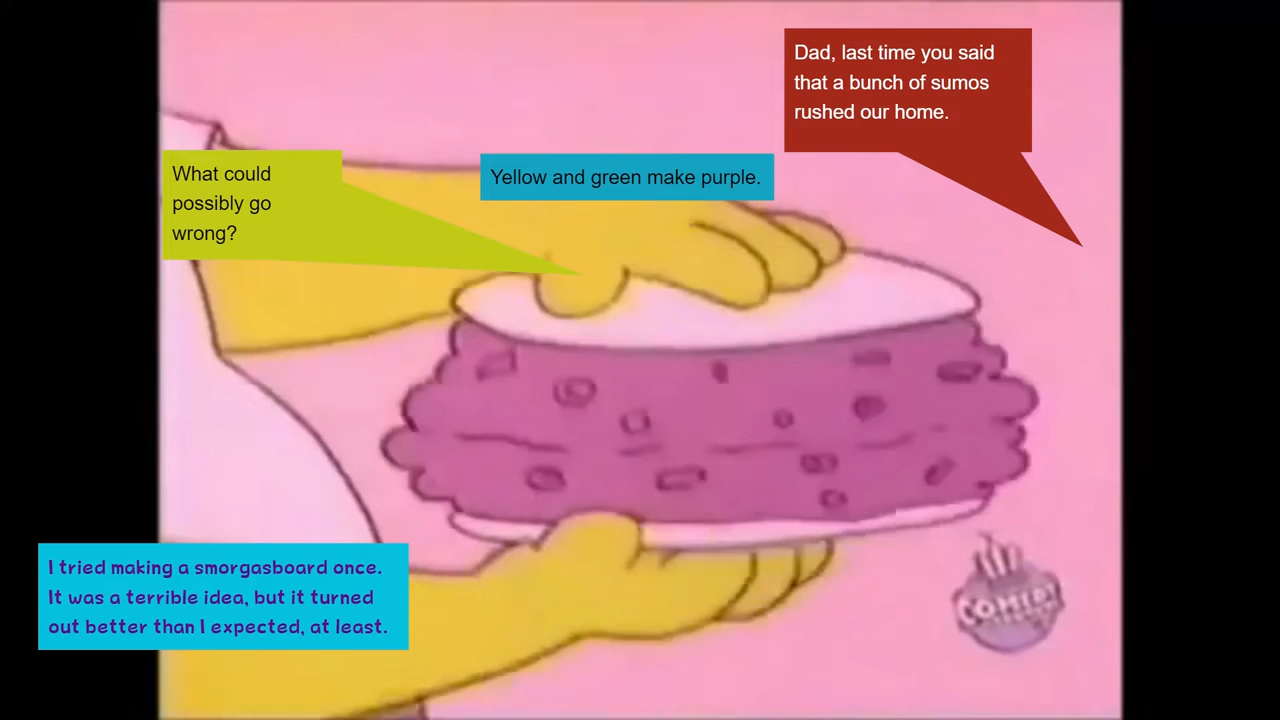 Dad, last time you said
that a bunch of sumos
rushed our home.
What could
possibly go
wrong?
Yellow and green make purple.
I tried making a smorgasboard once.
It was a terrible idea, but it turned
out better than I expected, at least.
COMEDY